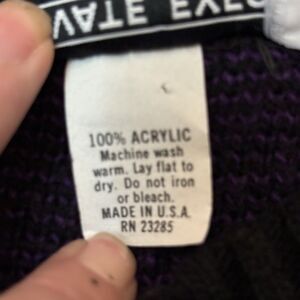 100% ACRYLIC
Machine wash
warm. Lay flat to
dry. Do not iron
or bleach.
MADE IN U.S.A.
RN 23285